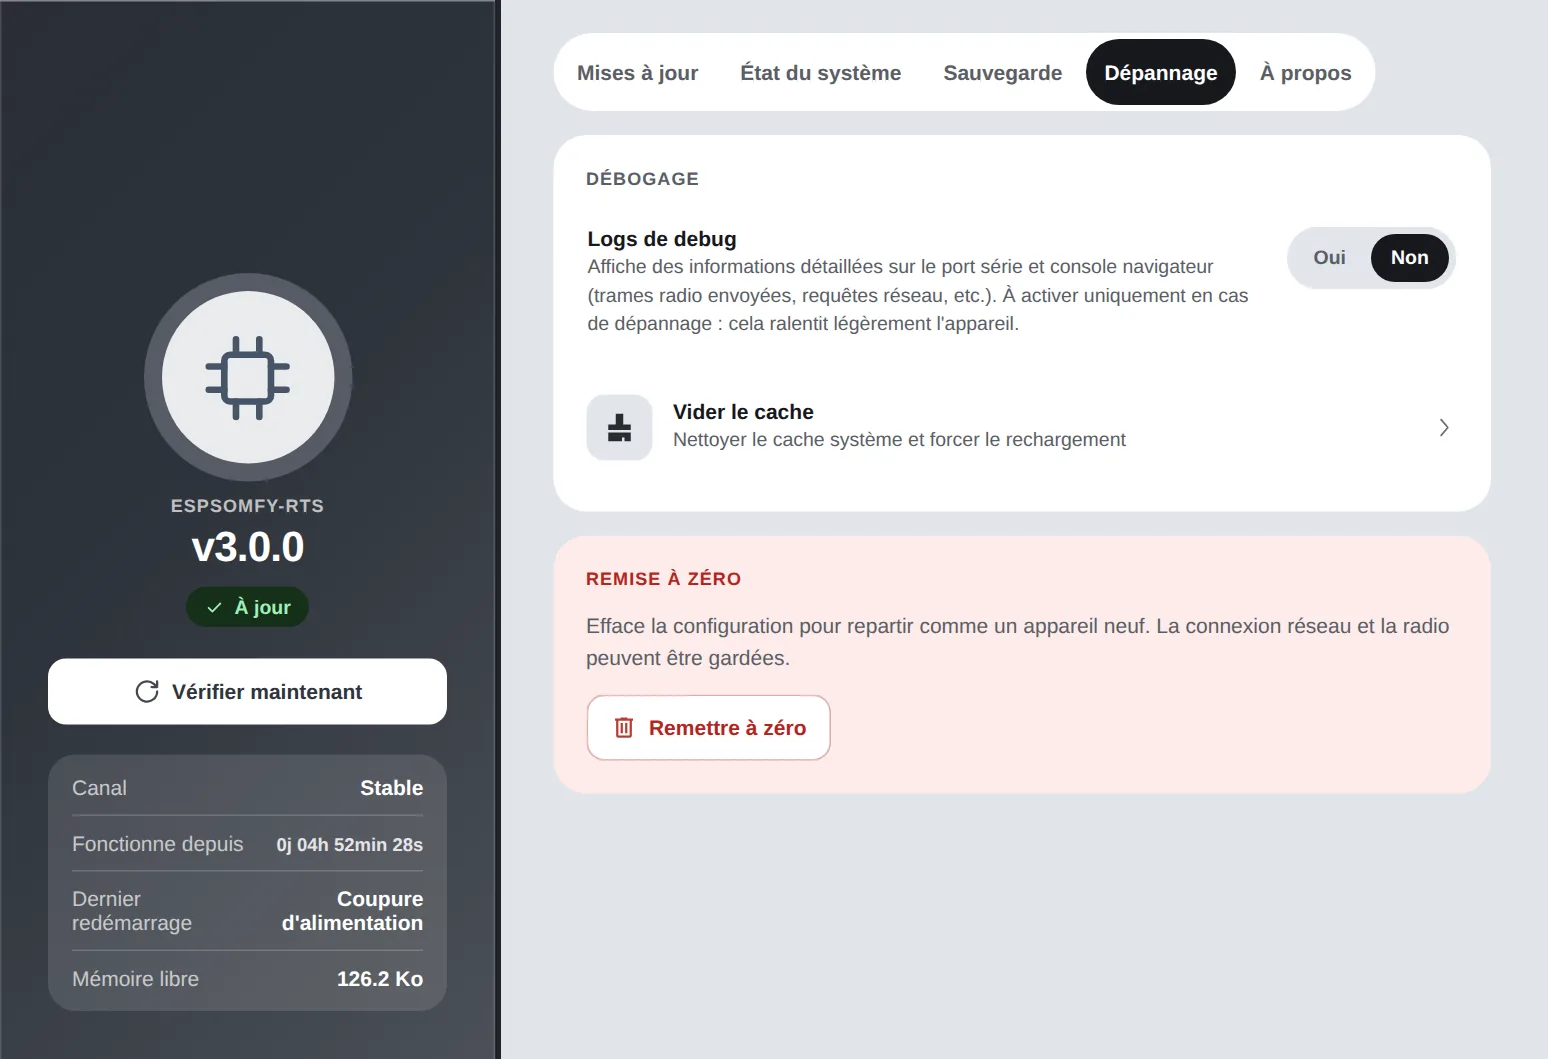 ESPSOMFY-RTS
v3.0.0
À jour
Vérifier maintenant
Canal Stable
Fonctionne depuis 0j 04h 52min 28s
Dernier redémarrage Coupure d'alimentation
Mémoire libre 126.2 Ko
Mises à jour État du système Sauvegarde Dépannage À propos
DÉBOGAGE
Logs de debug
Affiche des informations détaillées sur le port série et console navigateur
(trames radio envoyées, requêtes réseau, etc.). À activer uniquement en cas
de dépannage : cela ralentit légèrement l'appareil.
Oui Non
Vider le cache
Nettoyer le cache système et forcer le rechargement
REMISE À ZÉRO
Efface la configuration pour repartir comme un appareil neuf. La connexion réseau et la radio
peuvent être gardées.
Remettre à zéro